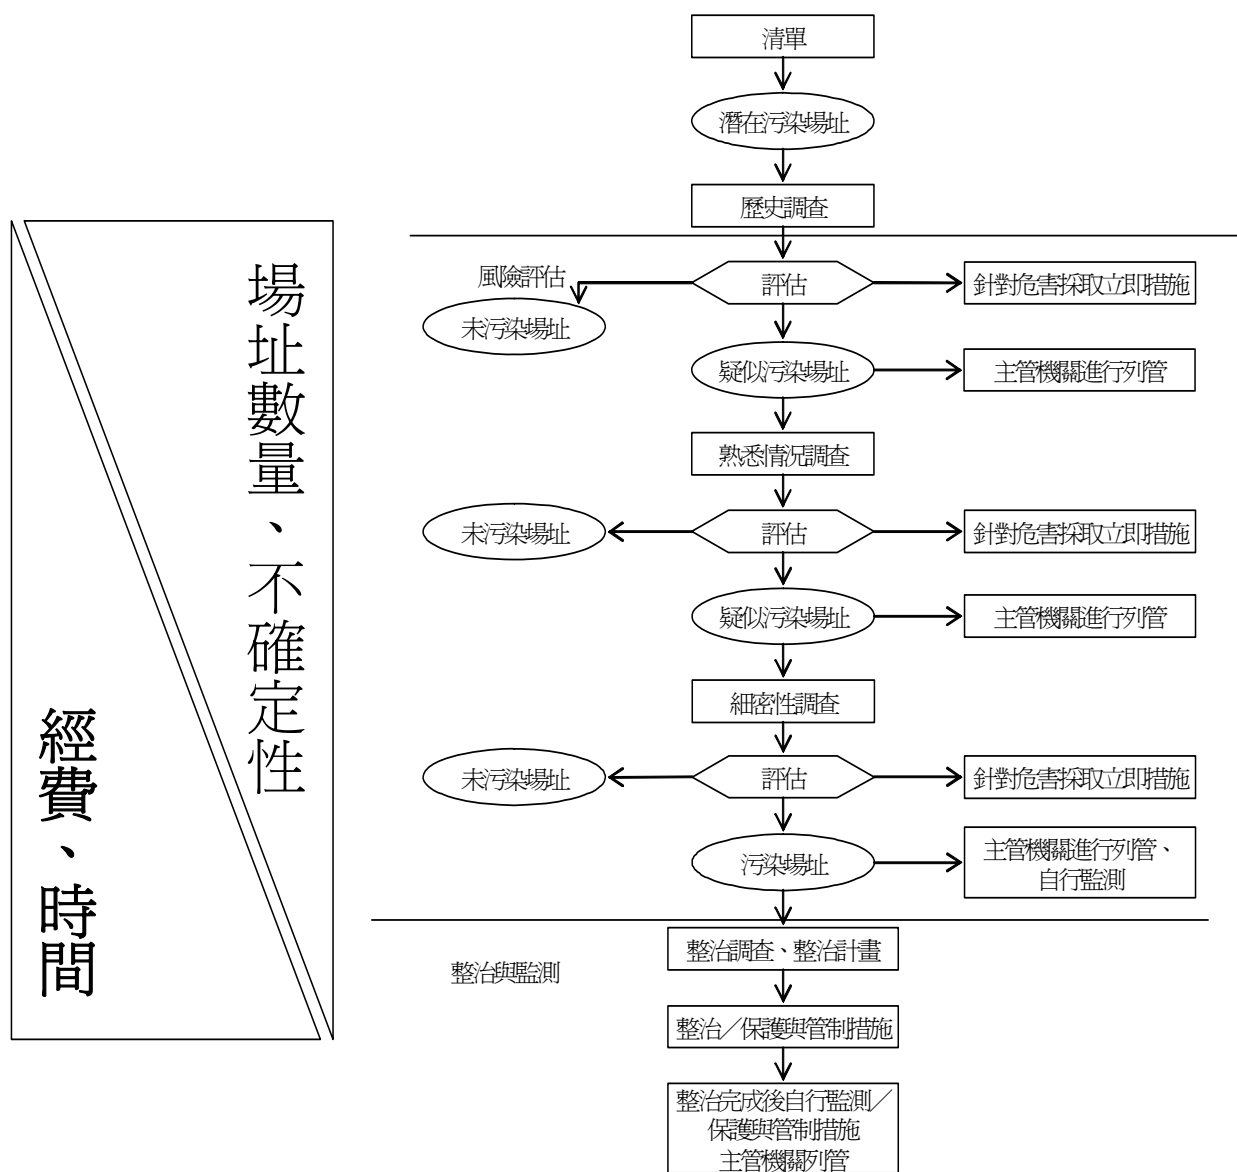 清單
潛在污染場址
歷史調查
場址數量、不確定性
經費、時間
風險評估
評估
針對危害採取立即措施
未污染場址
疑似污染場址
主管機關進行列管
熟悉情況調查
未污染場址
評估
針對危害採取立即措施
疑似污染場址
主管機關進行列管
細密性調查
未污染場址
評估
針對危害採取立即措施
污染場址
主管機關進行列管、
自行監測
整治與監測
整治調查、整治計畫
整治／保護與管制措施
整治完成後自行監測／
保護與管制措施
主管機關列管